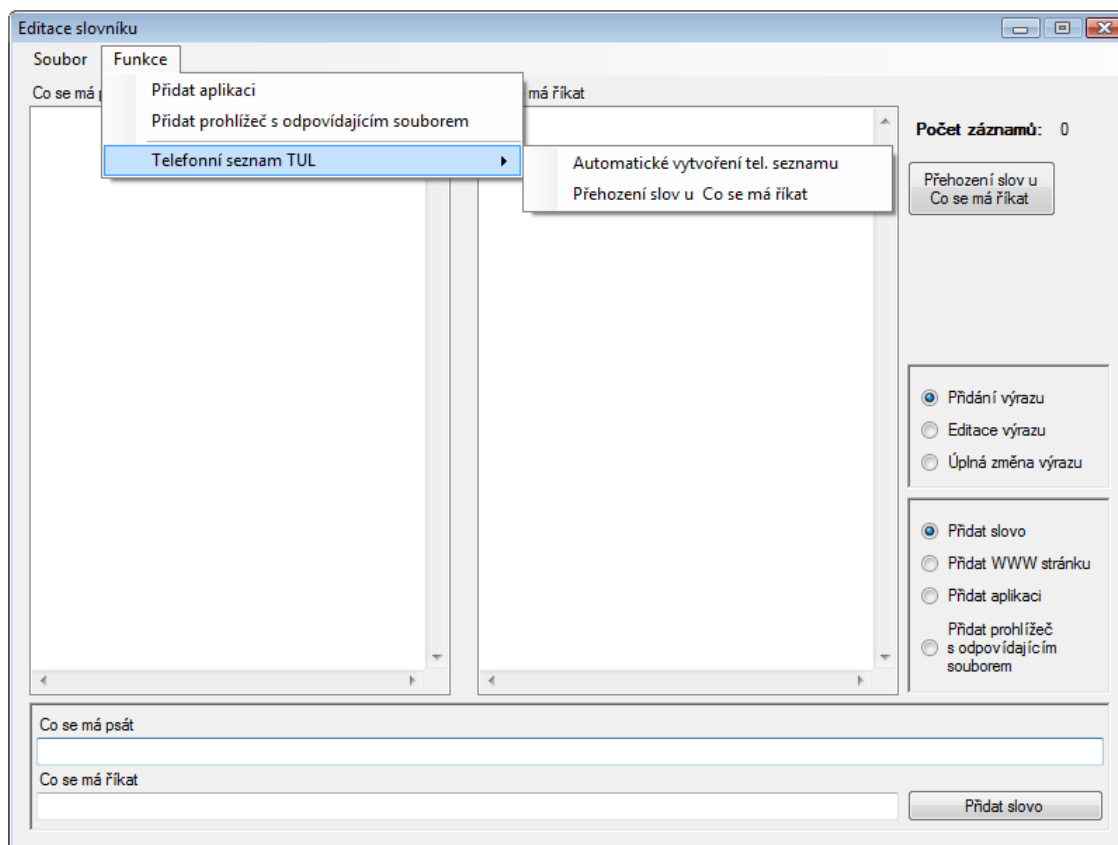 Editace slovníku
Soubor Funkce
Přidat aplikaci
Přidat prohlížeč s odpovídajícím souborem
Telefonní seznam TUL
Automatické vytvoření tel. seznamu
Přehození slov u Co se má říkat
Co se má
má říkat
Počet záznamů: 0
Přehození slov u
Co se má říkat
Přidání výrazu
Editace výrazu
Úplná změna výrazu
Přidat slovo
Přidat WWW stránku
Přidat aplikaci
Přidat prohlížeč
s odpovídajícím
souborem
Co se má psát
Co se má říkat
Přidat slovo